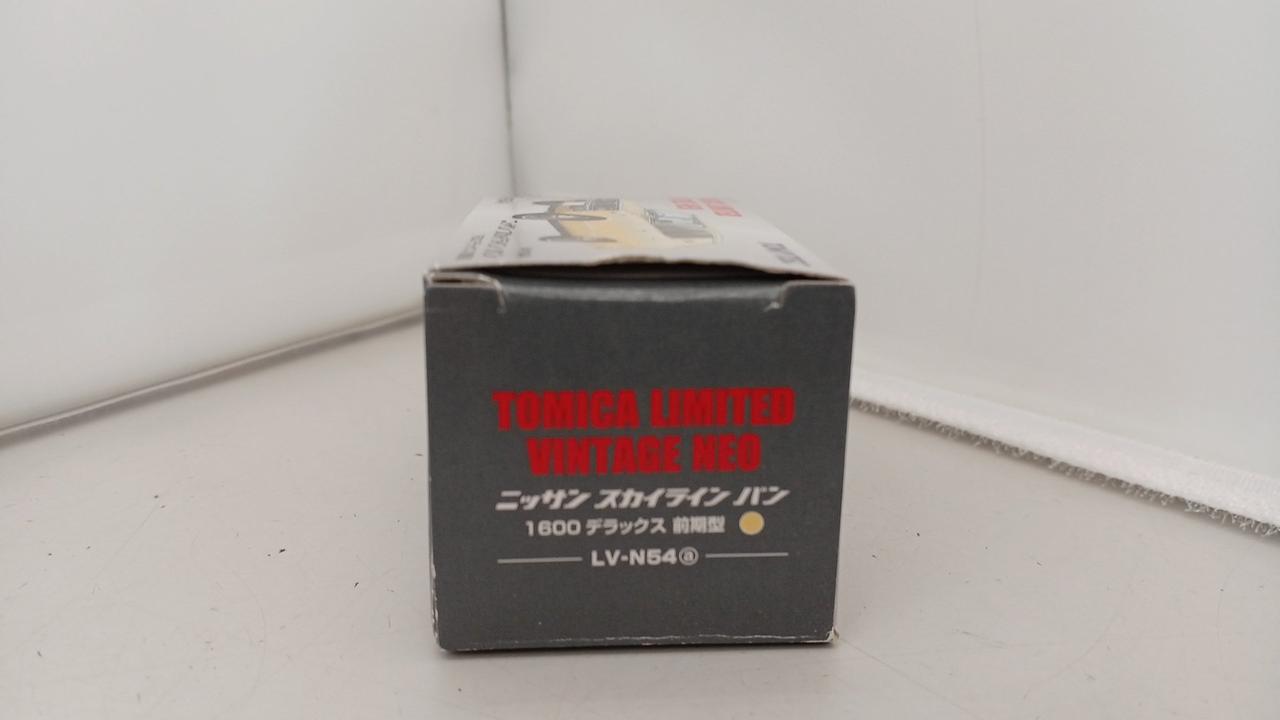 TOMICA LIMITED
VINTAGE NEO
ニッサン スカイライン バン
1600 デラックス 前期型
LV-N54ⓐ